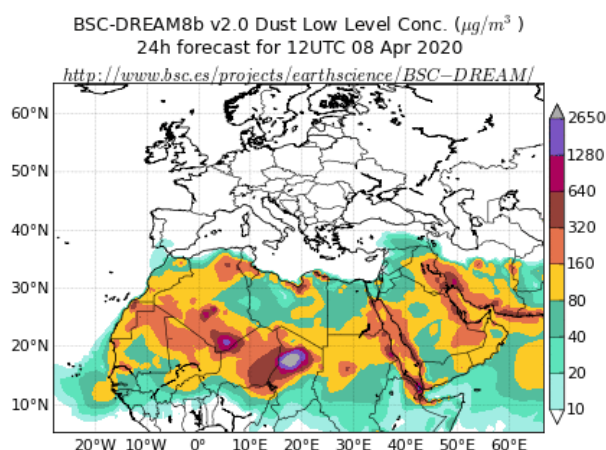 BSC-DREAM8b v2.0 Dust Low Level Conc. (μg/m³ )
24h forecast for 12UTC 08 Apr 2020
http://www.bsc.es/projects/earthscience/BSC−DREAM/
60°N
50°N
40°N
30°N
20°N
10°N
20°W 10°W 0° 10°E 20°E 30°E 40°E 50°E 60°E
2650
1280
640
320
160
80
40
20
10